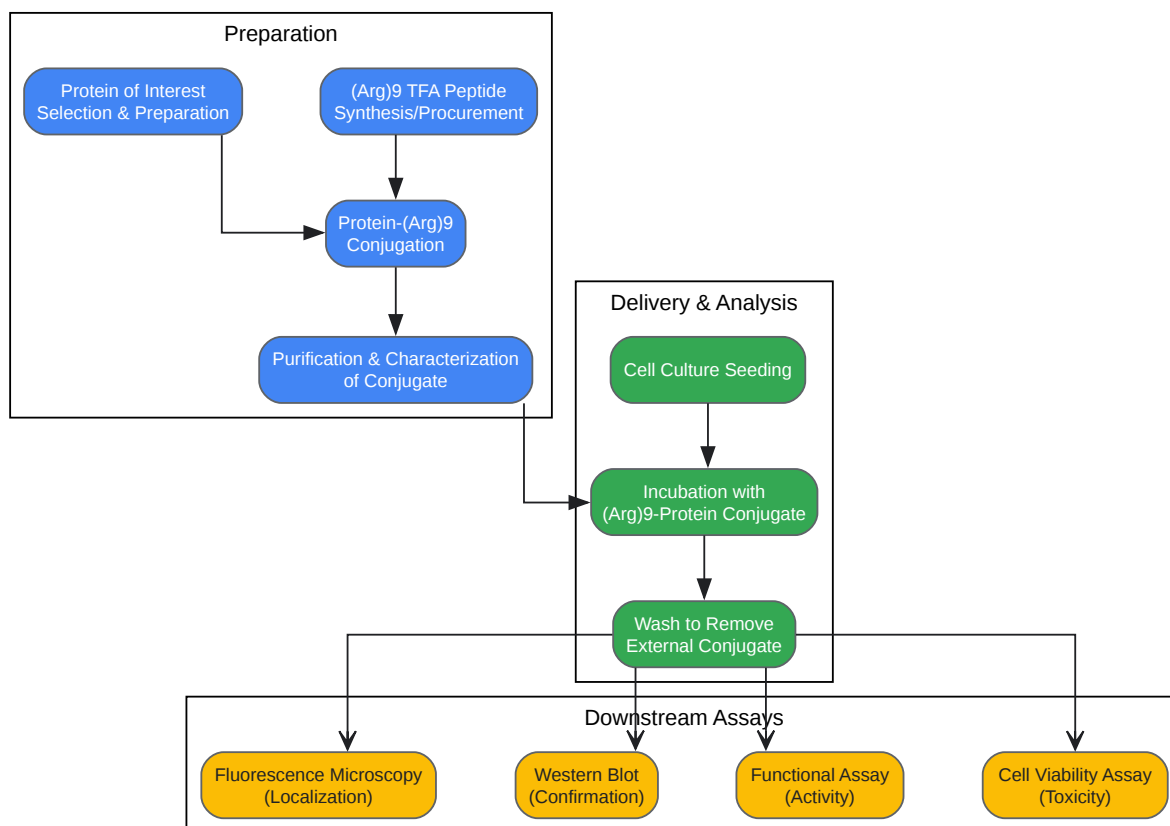 Preparation
Protein of Interest
Selection & Preparation
(Arg)9 TFA Peptide
Synthesis/Procurement
Protein-(Arg)9
Conjugation
Purification & Characterization
of Conjugate
Delivery & Analysis
Cell Culture Seeding
Incubation with
(Arg)9-Protein Conjugate
Wash to Remove
External Conjugate
Downstream Assays
Fluorescence Microscopy
(Localization)
Western Blot
(Confirmation)
Functional Assay
(Activity)
Cell Viability Assay
(Toxicity)